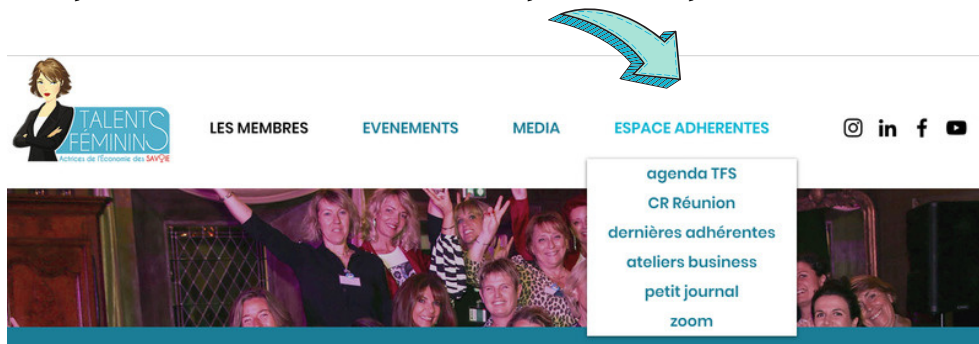 TALENTS
FÉMININS
Actrices de l'Économie des SAVOIE
LES MEMBRES
EVENEMENTS
MEDIA
ESPACE ADHERENTES
in f
agenda TFS
CR Réunion
dernières adhérentes
ateliers business
petit journal
zoom